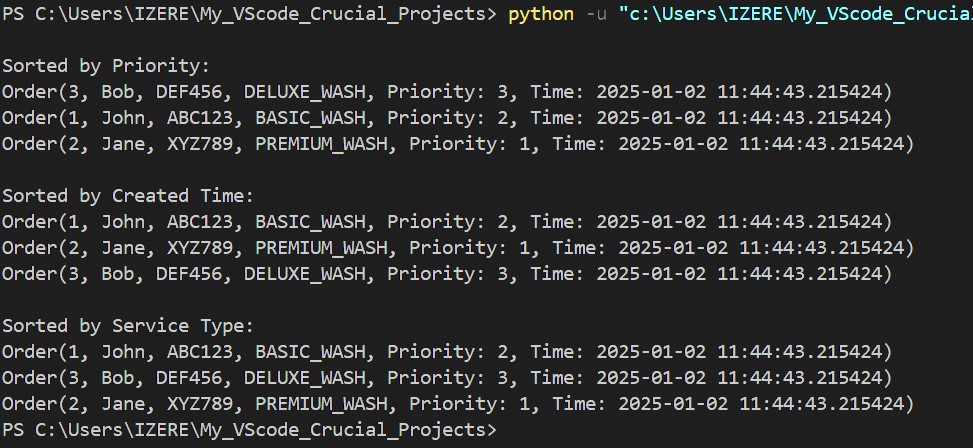 PS C:\Users\IZERE\My_VScode_Crucial_Projects> python -u "c:\Users\IZERE\My_VScode_Crucia
Sorted by Priority:
Order(3, Bob, DEF456, DELUXE_WASH, Priority: 3, Time: 2025-01-02 11:44:43.215424)
Order(1, John, ABC123, BASIC_WASH, Priority: 2, Time: 2025-01-02 11:44:43.215424)
Order(2, Jane, XYZ789, PREMIUM_WASH, Priority: 1, Time: 2025-01-02 11:44:43.215424)
Sorted by Created Time:
Order(1, John, ABC123, BASIC_WASH, Priority: 2, Time: 2025-01-02 11:44:43.215424)
Order(2, Jane, XYZ789, PREMIUM_WASH, Priority: 1, Time: 2025-01-02 11:44:43.215424)
Order(3, Bob, DEF456, DELUXE_WASH, Priority: 3, Time: 2025-01-02 11:44:43.215424)
Sorted by Service Type:
Order(1, John, ABC123, BASIC_WASH, Priority: 2, Time: 2025-01-02 11:44:43.215424)
Order(3, Bob, DEF456, DELUXE_WASH, Priority: 3, Time: 2025-01-02 11:44:43.215424)
Order(2, Jane, XYZ789, PREMIUM_WASH, Priority: 1, Time: 2025-01-02 11:44:43.215424)
PS C:\Users\IZERE\My_VScode_Crucial_Projects>